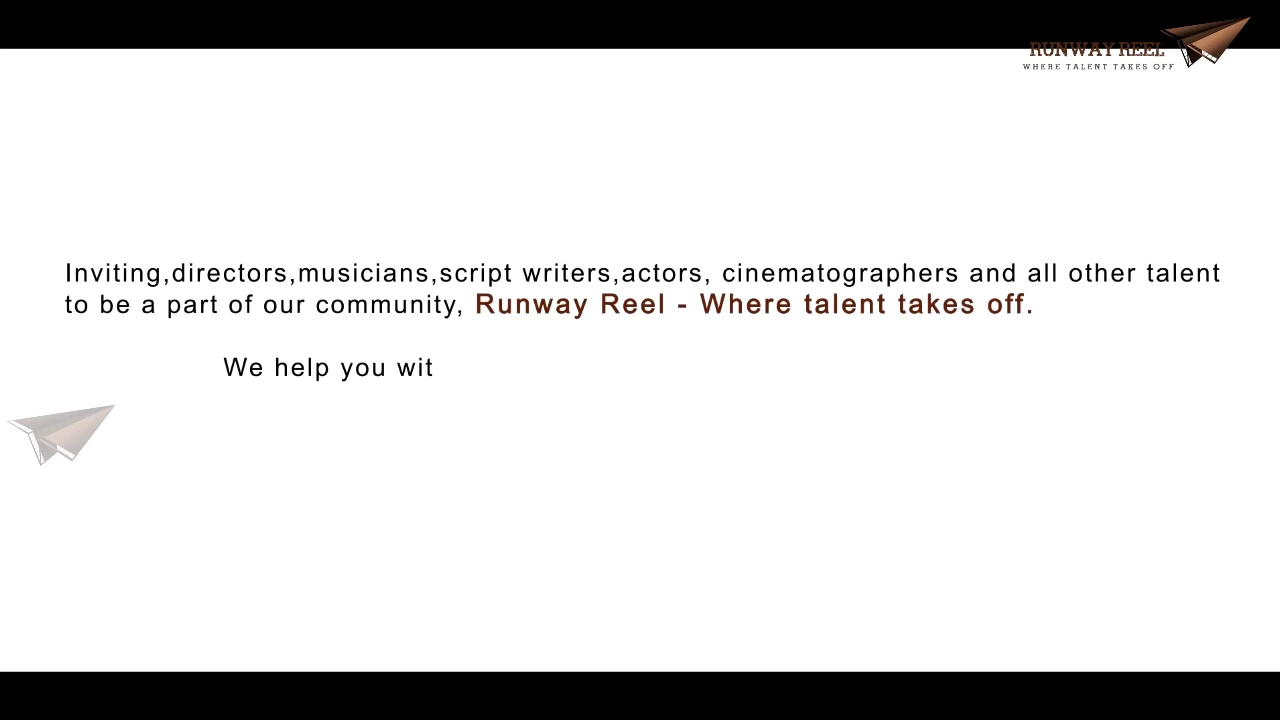 RUNWAY REEL
WHERE TALENT TAKES OFF
Inviting,directors,musicians,script writers,actors, cinematographers and all other talent
to be a part of our community, Runway Reel - Where talent takes off.
We help you wit